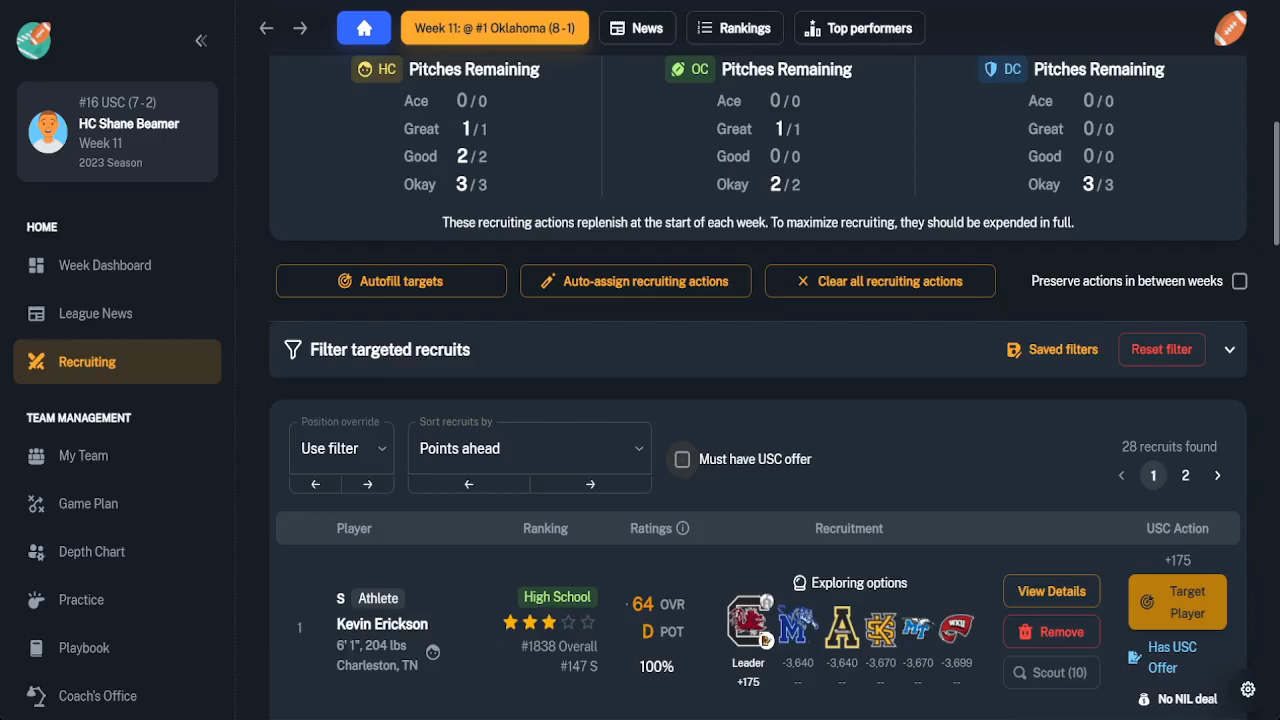 Week 11: @ #1 Oklahoma (8-1)
News
Rankings
Top performers
#16 USC (7-2)
HC Shane Beamer
Week 11
2023 Season
HOME
Week Dashboard
League News
Recruiting
TEAM MANAGEMENT
My Team
Game Plan
Depth Chart
Practice
Playbook
Coach's Office
HC Pitches Remaining
Ace 0/0
Great 1/1
Good 2/2
Okay 3/3
OC Pitches Remaining
Ace 0/0
Great 1/1
Good 0/0
Okay 2/2
DC Pitches Remaining
Ace 0/0
Great 0/0
Good 0/0
Okay 3/3
These recruiting actions replenish at the start of each week. To maximize recruiting, they should be expended in full.
Autofill targets
Auto-assign recruiting actions
Clear all recruiting actions
Preserve actions in between weeks
Filter targeted recruits
Saved filters
Reset filter
Position override
Use filter
Sort recruits by
Points ahead
Must have USC offer
28 recruits found
1 2
Player Ranking Ratings Recruitment USC Action
1
S Athlete
Kevin Erickson
6' 1", 204 lbs
Charleston, TN
High School
#1838 Overall
#147 S
64 OVR
D POT
100%
Exploring options
WKU
Leader -3,640 -3,640 -3,670 -3,670 -3,699
+175 -- -- -- -- --
View Details
Remove
Scout (10)
+175
Target
Player
Has USC
Offer
No NIL deal